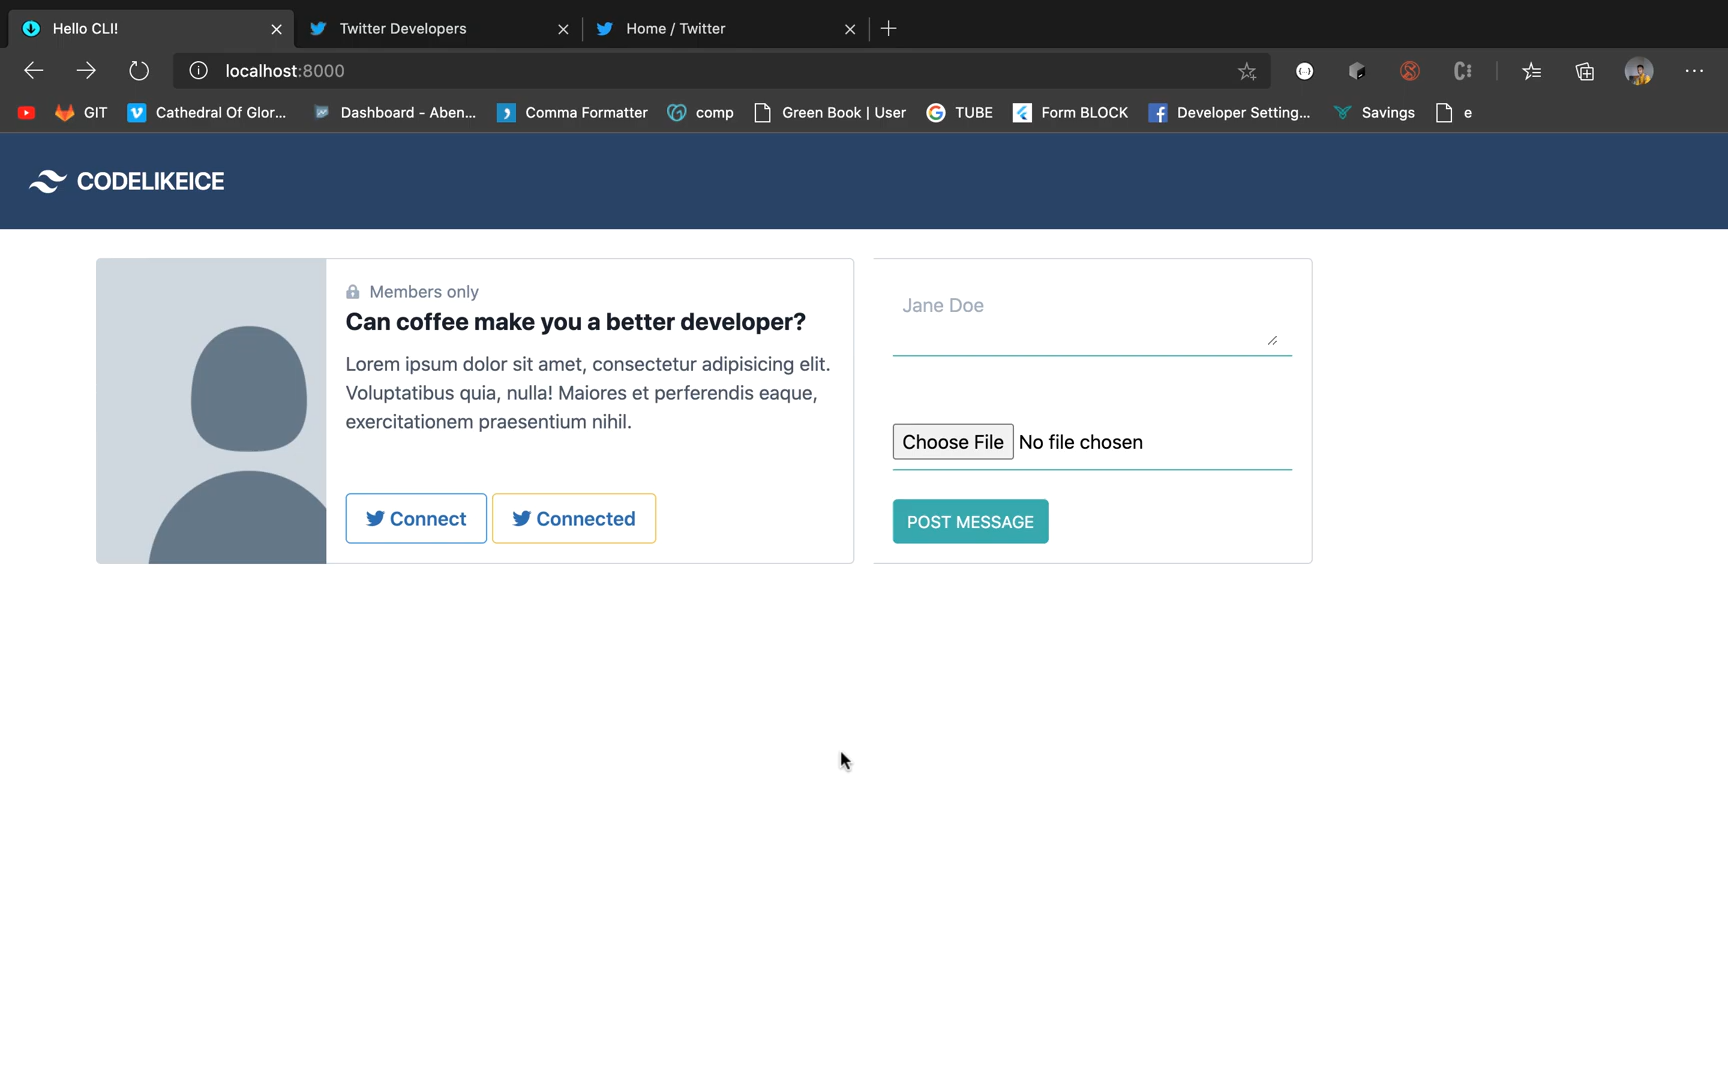 Hello CLI!
Twitter Developers
Home / Twitter
localhost:8000
GIT
Cathedral Of Glor...
Dashboard - Aben...
Comma Formatter
comp
Green Book | User
TUBE
Form BLOCK
Developer Setting...
Savings
e
CODELIKEICE
Members only
Can coffee make you a better developer?
Lorem ipsum dolor sit amet, consectetur adipisicing elit.
Voluptatibus quia, nulla! Maiores et perferendis eaque,
exercitationem praesentium nihil.
Connect
Connected
Jane Doe
Choose File No file chosen
POST MESSAGE